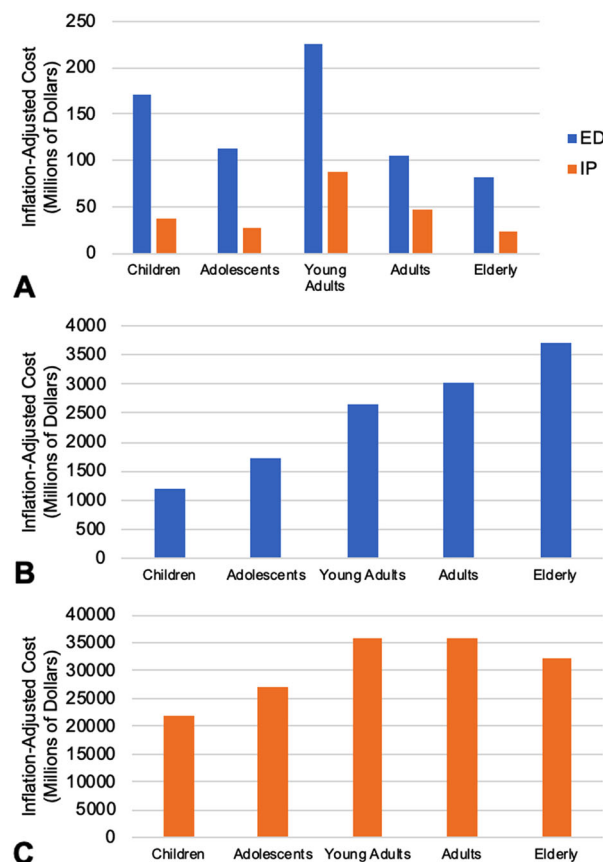 Inflation-Adjusted Cost
(Millions of Dollars)
250
200
150
100
50
0
Children
Adolescents
Young
Adults
Adults
Elderly
ED
IP
A
Inflation-Adjusted Cost
(Millions of Dollars)
4000
3500
3000
2500
2000
1500
1000
500
0
Children
Adolescents
Young Adults
Adults
Elderly
B
Inflation-Adjusted Cost
(Millions of Dollars)
40000
35000
30000
25000
20000
15000
10000
5000
0
Children
Adolescents
Young Adults
Adults
Elderly
C